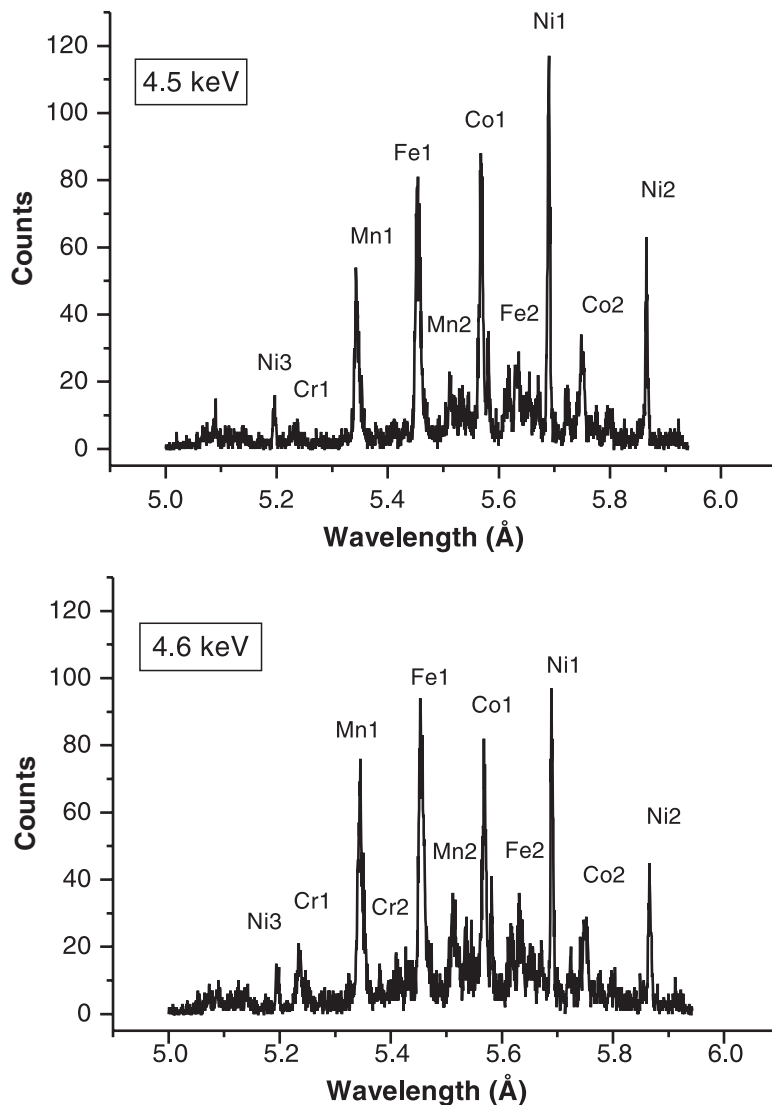 Ni1
120
4.5 keV
100
Co1
Fe1
80
Ni2
Counts
Mn1
60
40
Mn2
Fe2
Co2
Ni3
20
Cr1
0
5.0 5.2 5.4 5.6 5.8 6.0
Wavelength (Å)
120
4.6 keV
100
Fe1
Ni1
Co1
80
Mn1
Counts
60
Ni2
Mn2
Fe2
40
Co2
Cr1
Cr2
Ni3
20
0
5.0 5.2 5.4 5.6 5.8 6.0
Wavelength (Å)